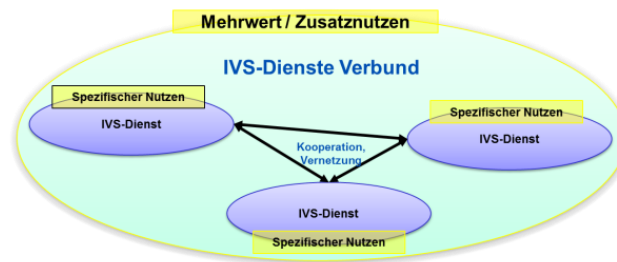 Mehrwert / Zusatznutzen
IVS-Dienste Verbund
Spezifischer Nutzen
IVS-Dienst
Spezifischer Nutzen
IVS-Dienst
Kooperation,
Vernetzung
IVS-Dienst
Spezifischer Nutzen